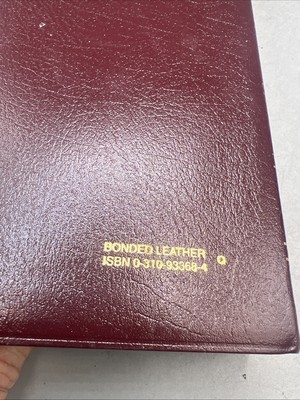 BONDED LEATHER Q
ISBN 0-310-93368-4